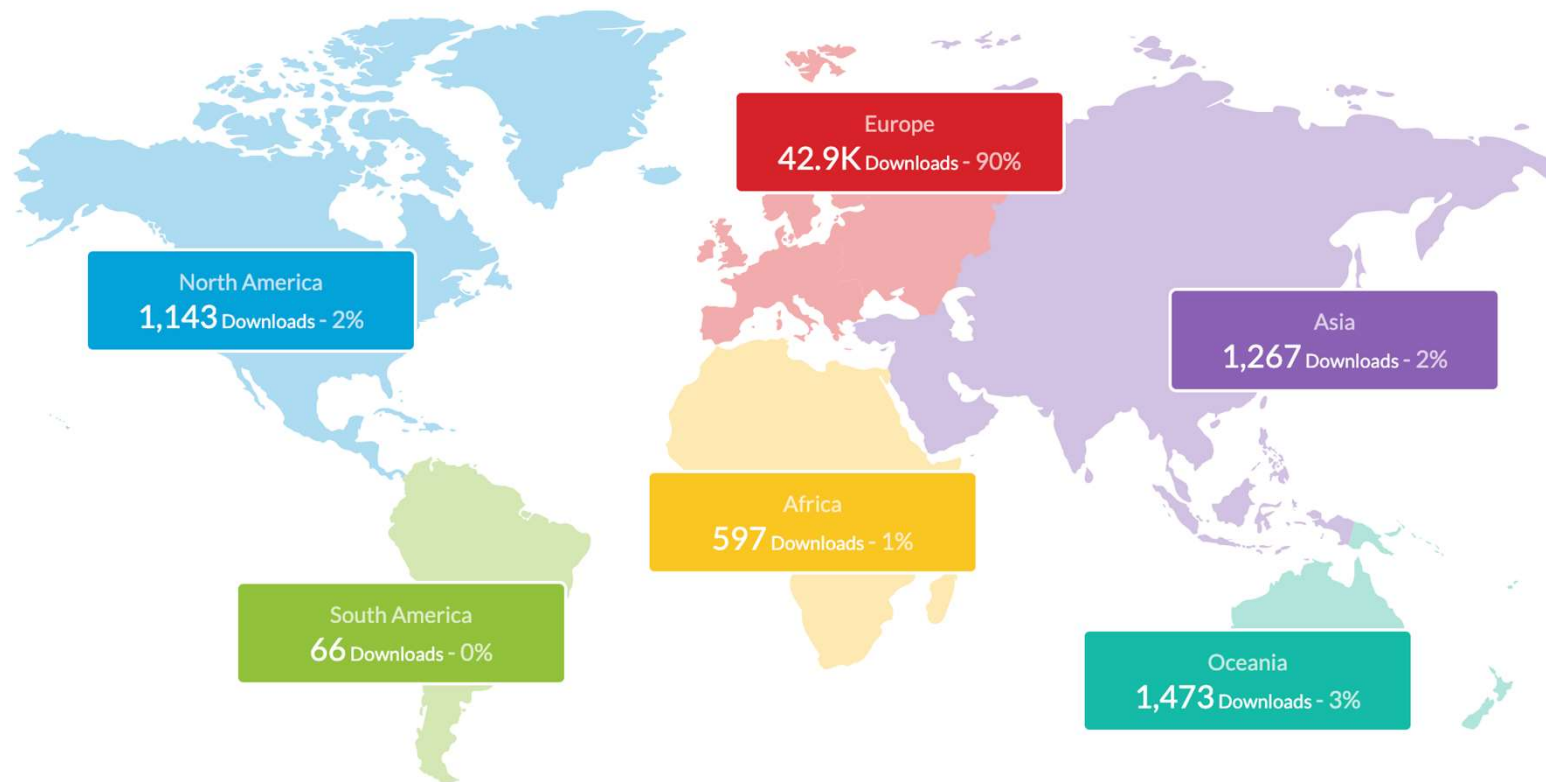 Europe
42.9K Downloads - 90%
North America
1,143 Downloads - 2%
Asia
1,267 Downloads - 2%
Africa
597 Downloads - 1%
South America
66 Downloads - 0%
Oceania
1,473 Downloads - 3%